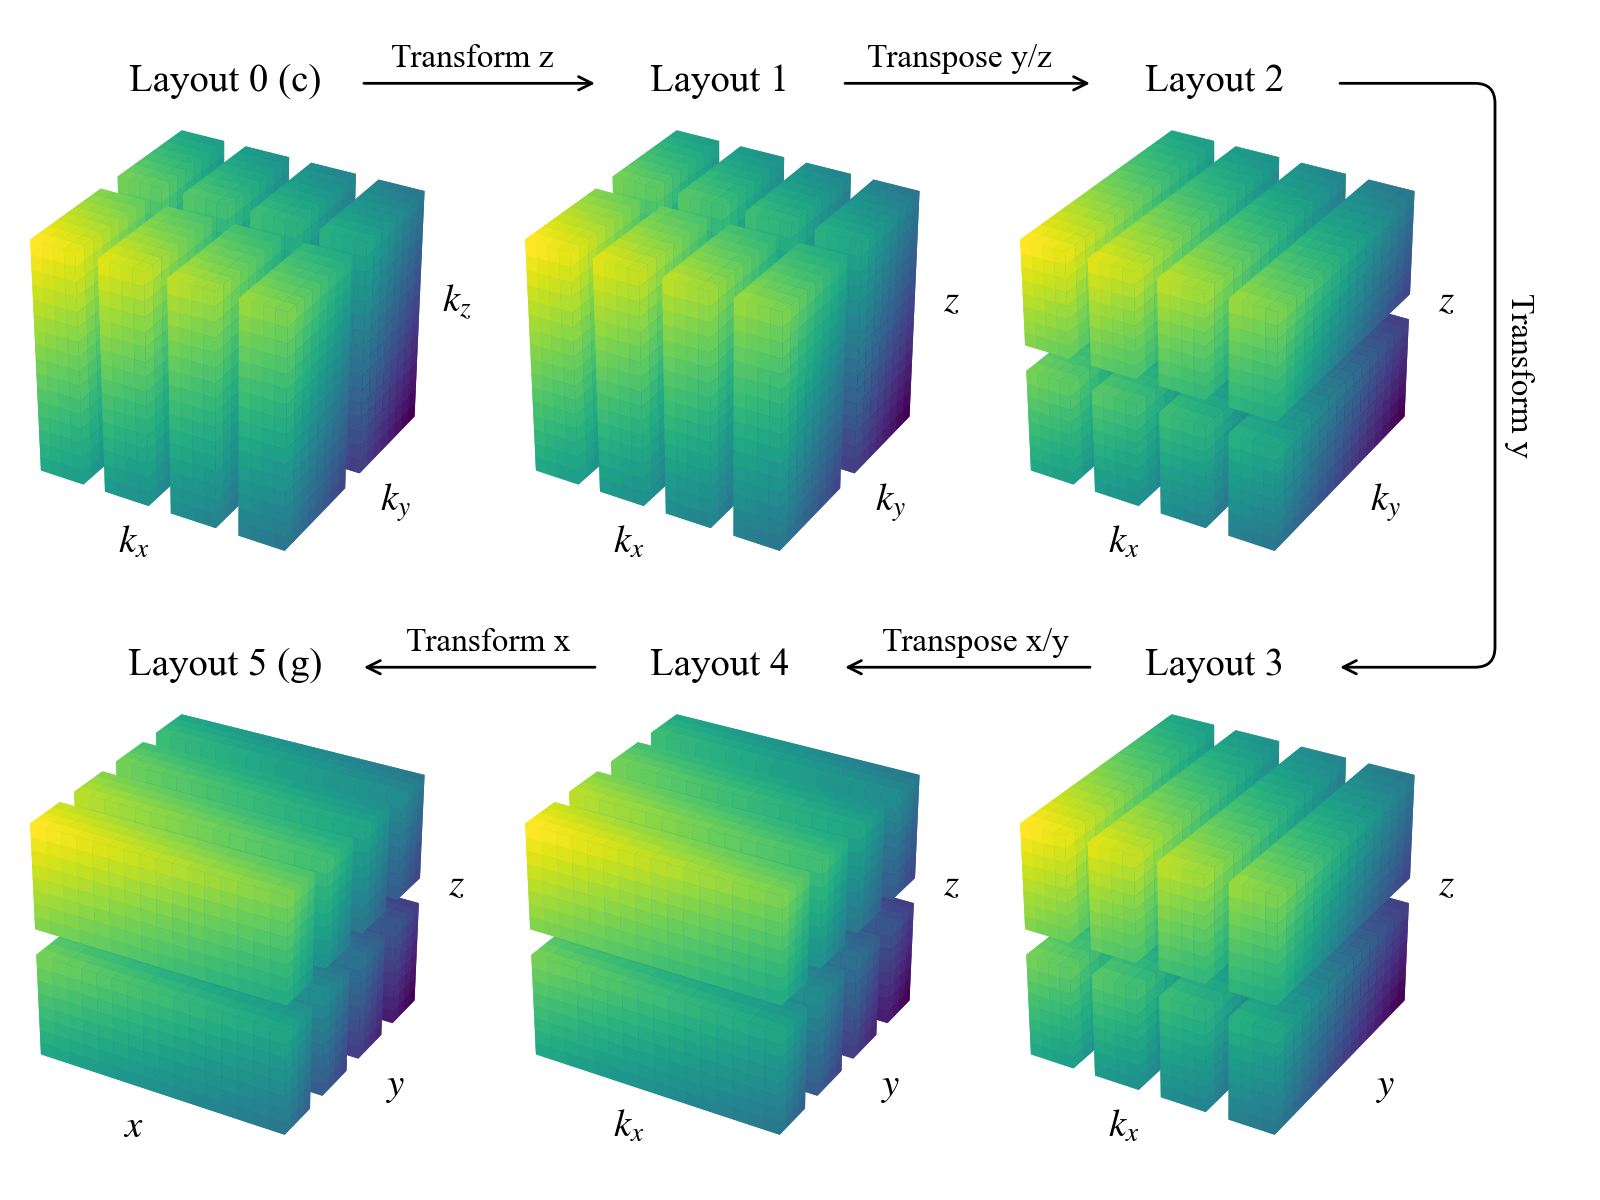 Layout 0 (c)
Transform z
Layout 1
Transpose y/z
Layout 2
k_z
k_y
k_x
z
k_y
k_x
z
k_y
k_x
Transform y
Layout 5 (g)
Transform x
Layout 4
Transpose x/y
Layout 3
z
y
x
z
y
k_x
z
y
k_x